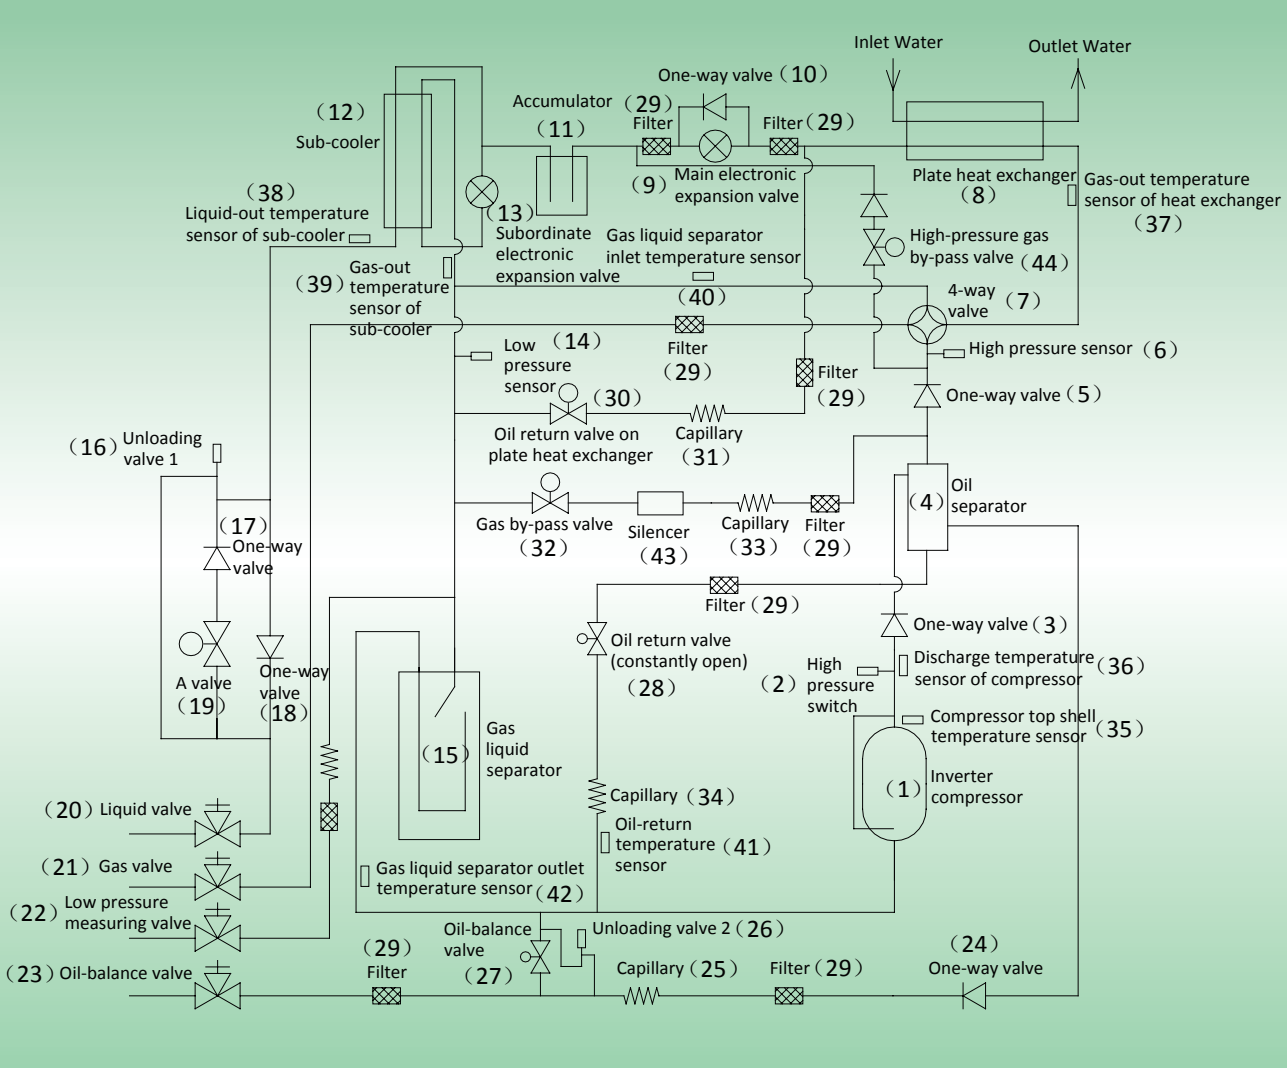 Inlet Water
Outlet Water
One-way valve（10）
（12）
Sub-cooler
Accumulator
（11）
（29）
Filter
Filter（29）
（9）
Main electronic
expansion valve
Plate heat exchanger
（8）
Gas-out temperature
sensor of heat exchanger
（37）
（38）
Liquid-out temperature
sensor of sub-cooler
（13）
Subordinate
electronic
expansion valve
Gas liquid separator
inlet temperature sensor
（40）
High-pressure gas
by-pass valve（44）
（39）
Gas-out
temperature
sensor of
sub-cooler
4-way
valve
（7）
Low
pressure
sensor
（14）
Filter
（29）
High pressure sensor（6）
Filter
（29）
One-way valve（5）
（30）
Oil return valve on
plate heat exchanger
Capillary
（31）
（16）
Unloading
valve 1
（4）
Oil
separator
Gas by-pass valve
（32）
Silencer
（43）
Capillary
（33）
Filter
（29）
（17）
One-way
valve
Filter（29）
One-way valve（3）
Oil return valve
(constantly open)
（28）
High
pressure
switch
（2）
Discharge temperature
sensor of compressor
（36）
A valve
（19）
One-way
valve
（18）
Compressor top shell
temperature sensor
（35）
（15）
Gas
liquid
separator
（1）
Inverter
compressor
Capillary（34）
（20）Liquid valve
Oil-return
temperature
sensor
（41）
（21）Gas valve
Gas liquid separator outlet
temperature sensor（42）
（22）
Low pressure
measuring valve
Oil-balance
valve
（27）
Unloading valve 2（26）
（23）Oil-balance valve
（29）
Filter
Capillary（25）
Filter（29）
（24）
One-way valve